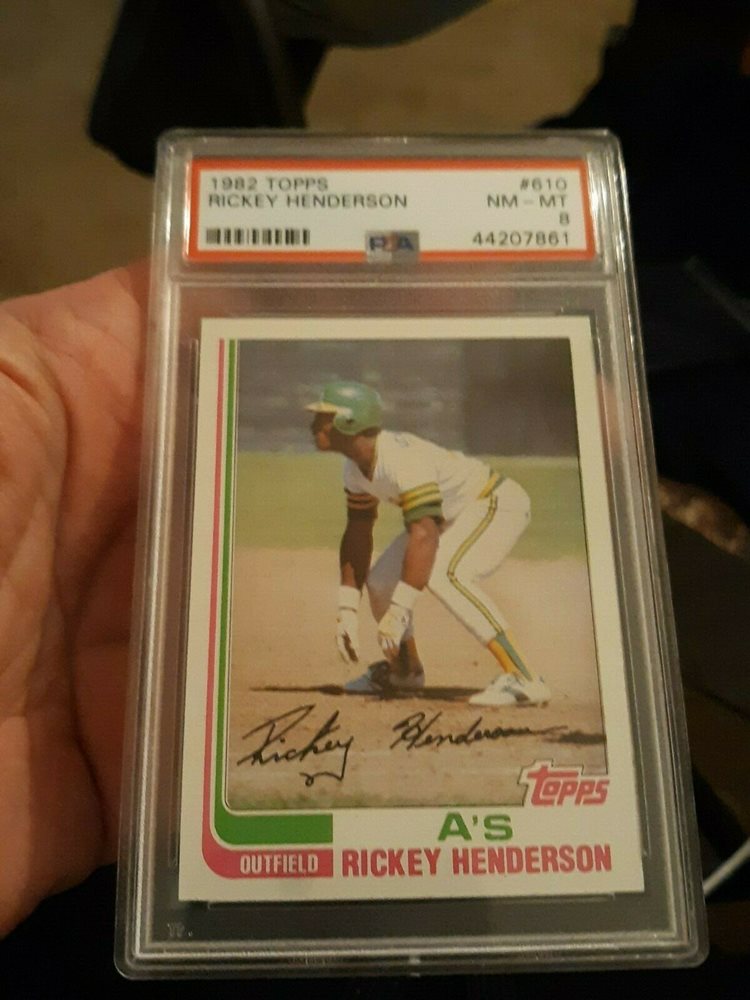 1982 TOPPS #610
RICKEY HENDERSON NM - MT
8
PSA 44207861
Rickey Henderson
TOPPS
A'S
OUTFIELD RICKEY HENDERSON